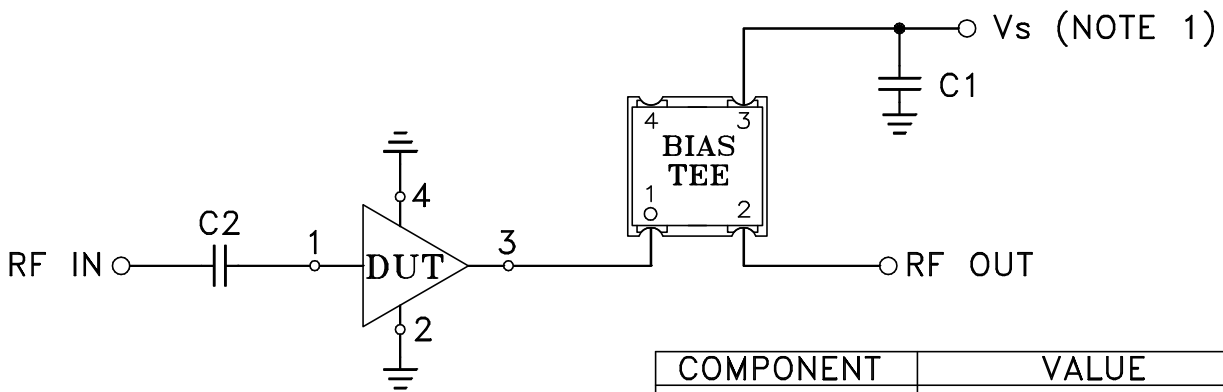 Vs (NOTE 1)
C1
4 3
BIAS
TEE
1 2
4
C2
RF IN 1 DUT 3 RF OUT
2
COMPONENT VALUE